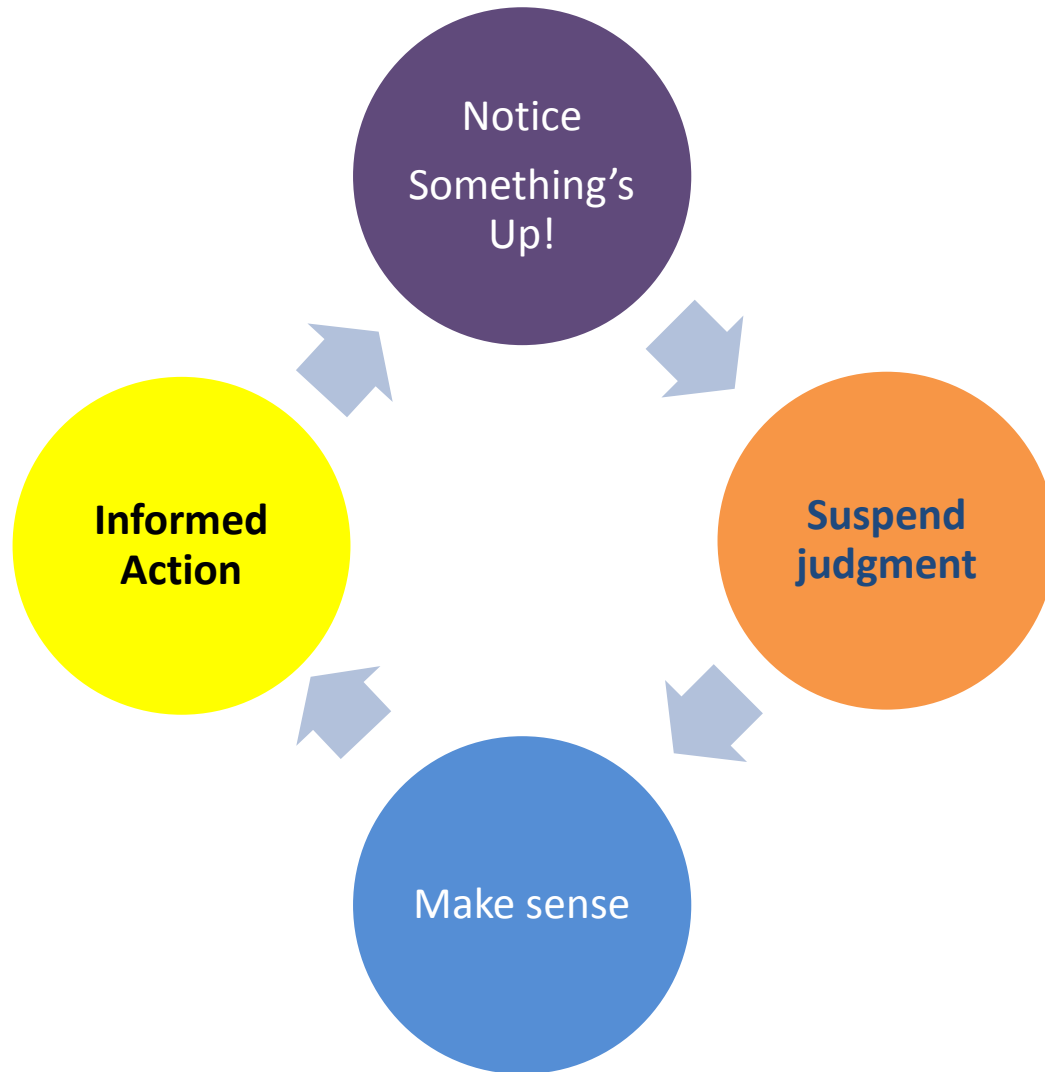 Notice
Something’s
Up!
Suspend
judgment
Make sense
Informed
Action